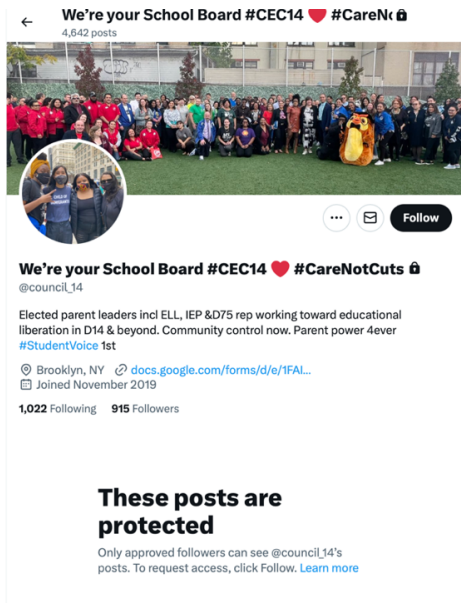 We're your School Board #CEC14 ❤️ #CareNo
4,642 posts
Follow
We're your School Board #CEC14 ❤️ #CareNotCuts
@council_14
Elected parent leaders incl ELL, IEP &D75 rep working toward educational
liberation in D14 & beyond. Community control now. Parent power 4ever
#StudentVoice 1st
Brooklyn, NY docs.google.com/forms/d/e/1FAI...
Joined November 2019
1,022 Following 915 Followers
These posts are
protected
Only approved followers can see @council_14's
posts. To request access, click Follow. Learn more